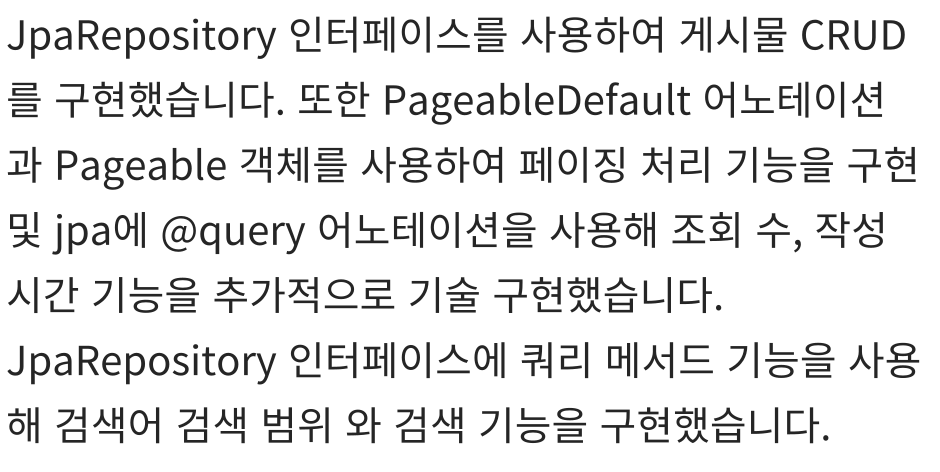 JpaRepository 인터페이스를 사용하여 게시물 CRUD
를 구현했습니다. 또한 PageableDefault 어노테이션
과 Pageable 객체를 사용하여 페이징 처리 기능을 구현
및 jpa에 @query 어노테이션을 사용해 조회 수, 작성
시간 기능을 추가적으로 기술 구현했습니다.
JpaRepository 인터페이스에 쿼리 메서드 기능을 사용
해 검색어 검색 범위 와 검색 기능을 구현했습니다.